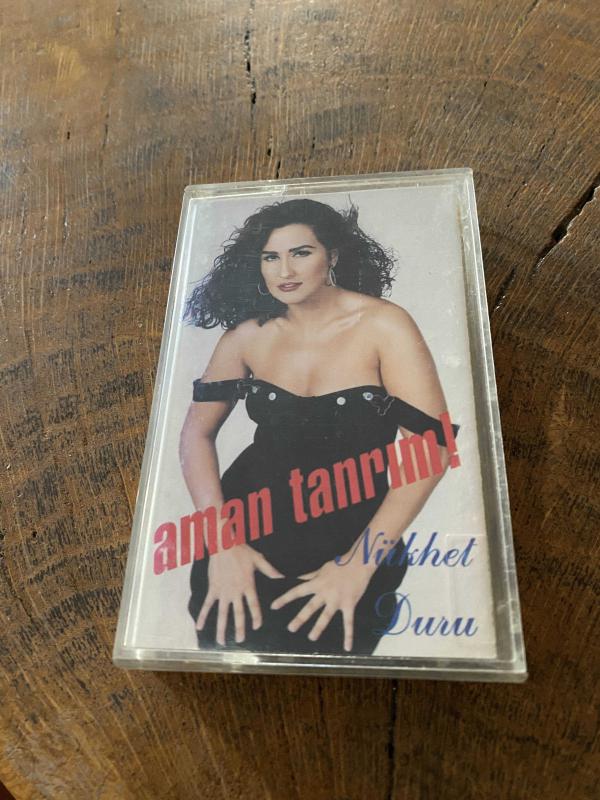 aman tanrım!
Nükhet
Duru